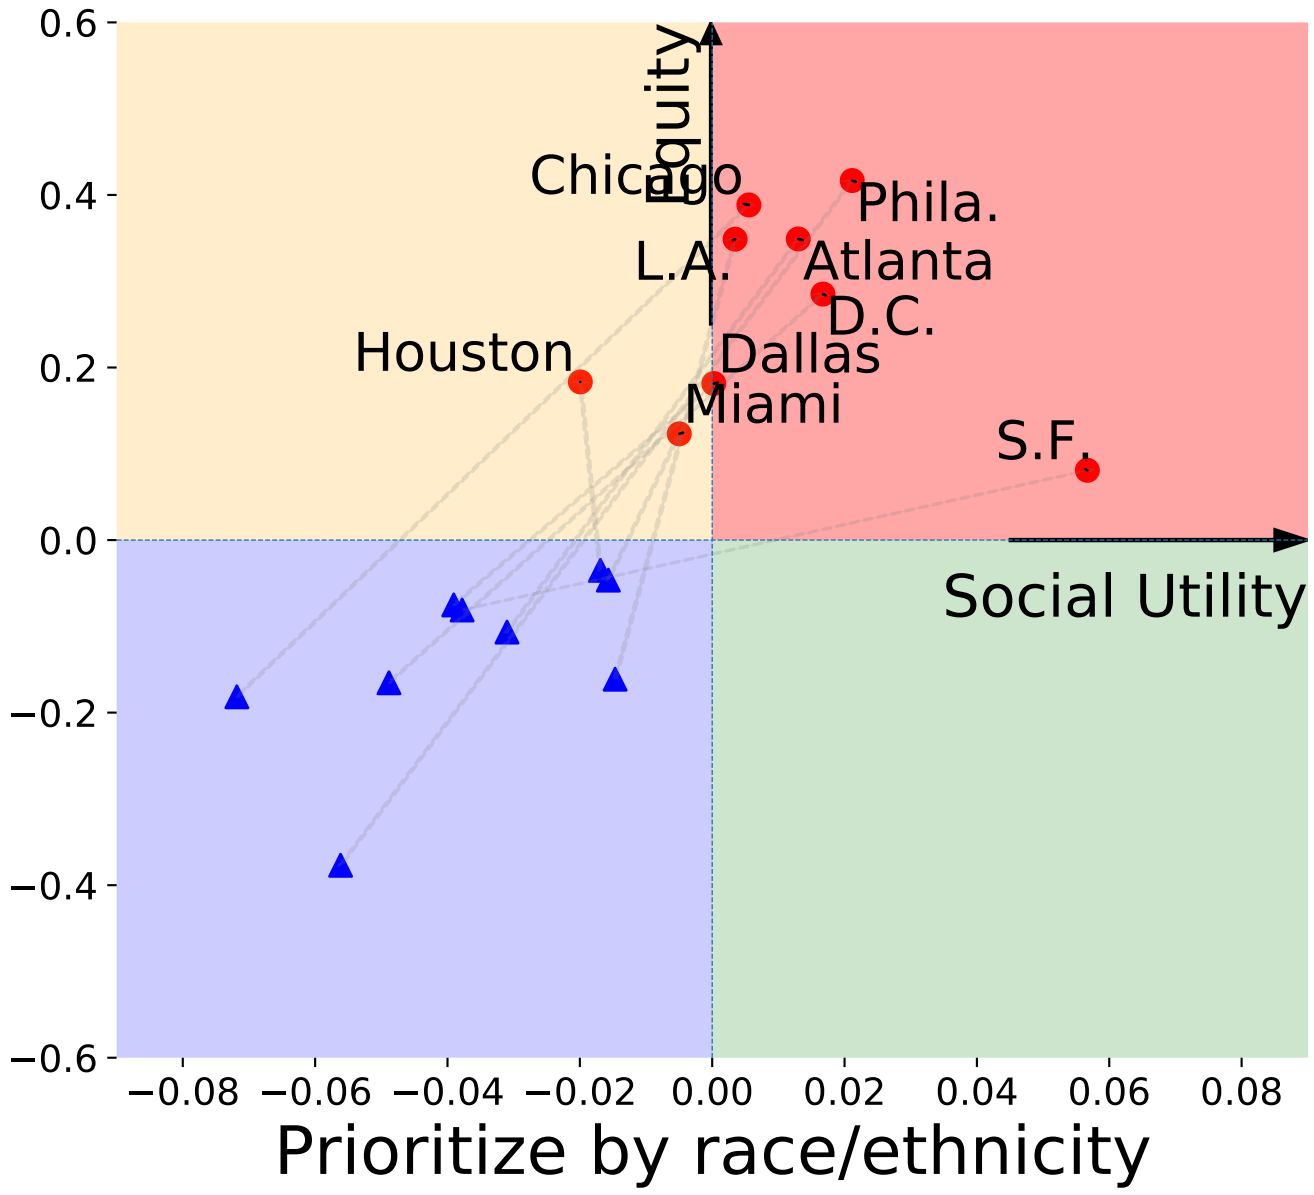 0.6
Equity
Chicago
0.4
Phila.
L.A.
Atlanta
D.C.
Houston
Dallas
0.2
Miami
S.F.
0.0
Social Utility
−0.2
−0.4
−0.6
−0.08 −0.06 −0.04 −0.02 0.00 0.02 0.04 0.06 0.08
Prioritize by race/ethnicity